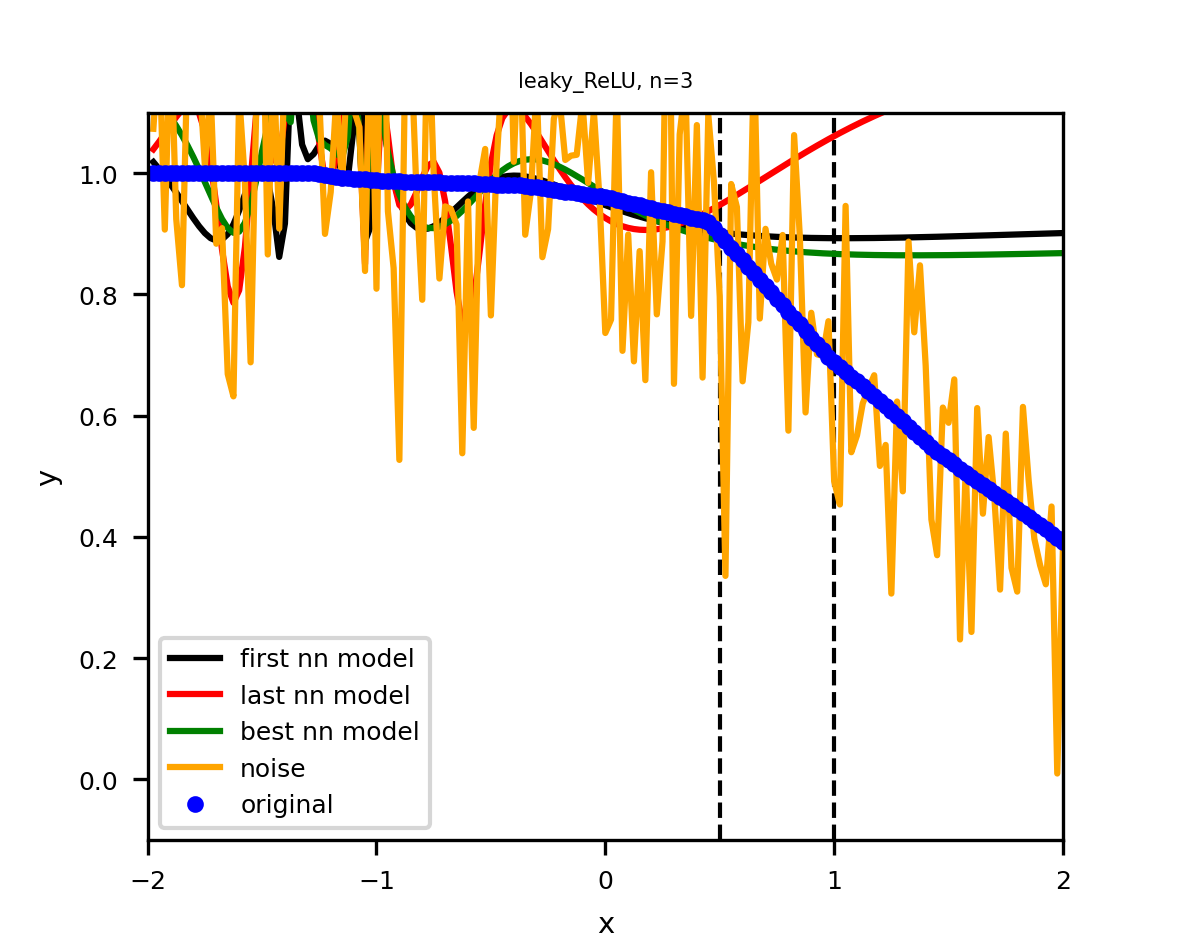 leaky_ReLU, n=3
1.0
0.8
0.6
0.4
0.2
0.0
y
first nn model
last nn model
best nn model
noise
original
−2
−1
0
1
2
x